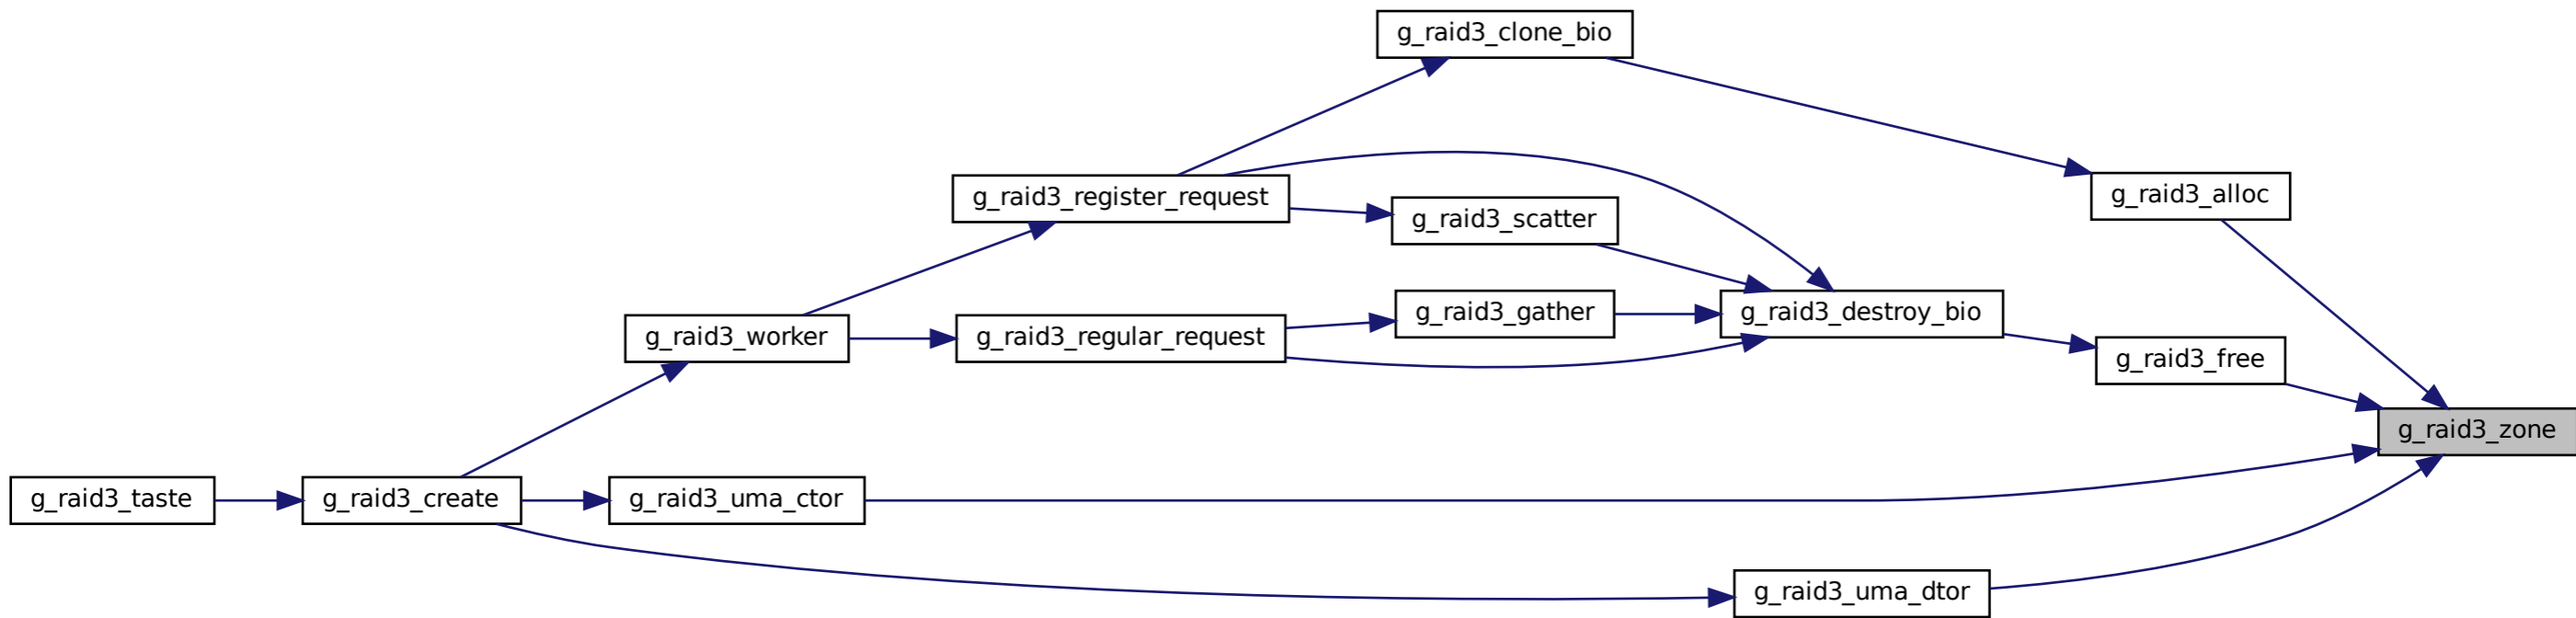 g_raid3_clone_bio
g_raid3_register_request
g_raid3_scatter
g_raid3_alloc
g_raid3_worker
g_raid3_regular_request
g_raid3_gather
g_raid3_destroy_bio
g_raid3_free
g_raid3_zone
g_raid3_taste
g_raid3_create
g_raid3_uma_ctor
g_raid3_uma_dtor